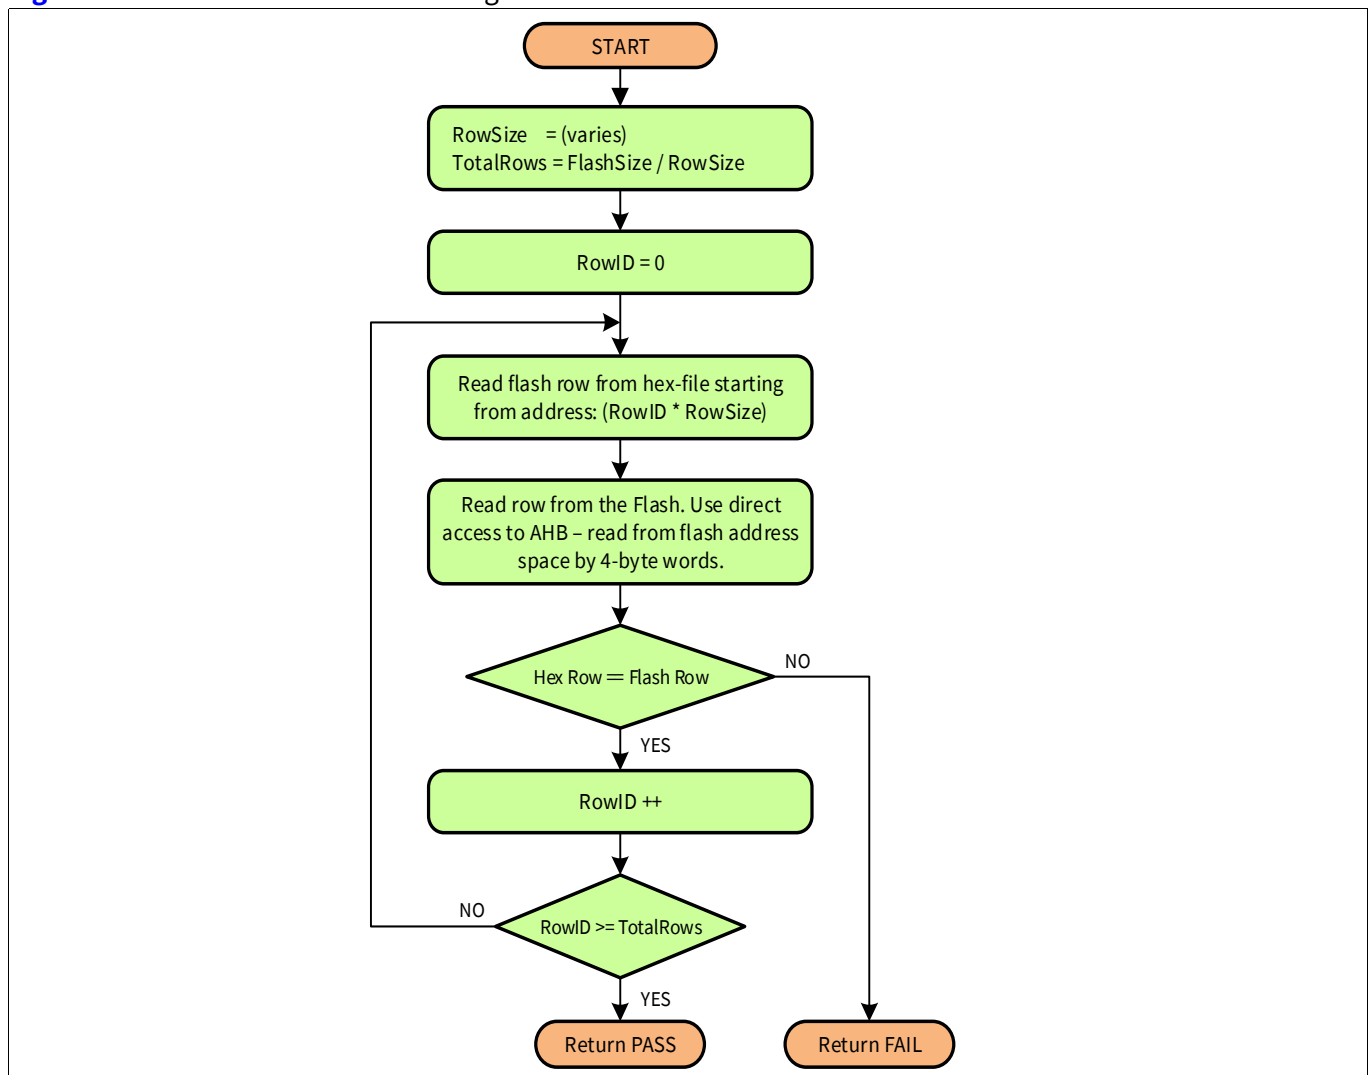 START
RowSize = (varies)
TotalRows = FlashSize / RowSize
RowID = 0
Read flash row from hex-file starting
from address: (RowID * RowSize)
Read row from the Flash. Use direct
access to AHB – read from flash address
space by 4-byte words.
Hex Row == Flash Row
NO
YES
RowID ++
NO
RowID >= TotalRows
YES
Return PASS
Return FAIL